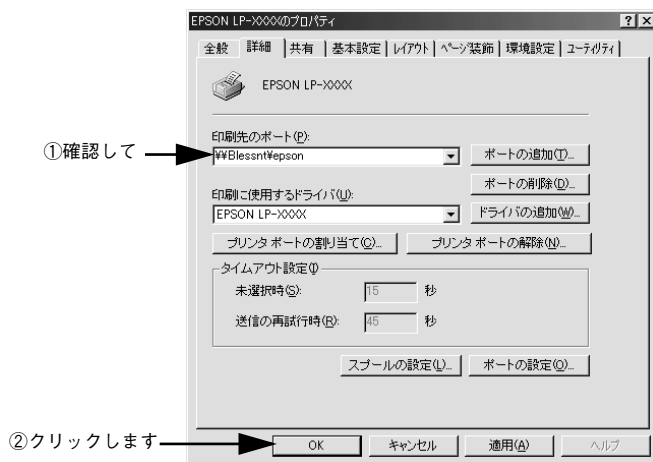 EPSON LP-XXXXのプロパティ
全般 詳細 共有 基本設定 レイアウト ページ装飾 環境設定 ユーティリティ
EPSON LP-XXXX
印刷先のポート(P):
①確認して
¥¥Blessnt¥epson
ポートの追加(T)...
ポートの削除(D)...
印刷に使用するドライバ(U):
EPSON LP-XXXX
ドライバの追加(W)...
プリンタ ポートの割り当て(C)...
プリンタ ポートの解除(N)...
タイムアウト設定(I)
未選択時(S): 15 秒
送信の再試行時(R): 45 秒
スプールの設定(L)...
ポートの設定(O)...
②クリックします
OK
キャンセル
適用(A)
ヘルプ